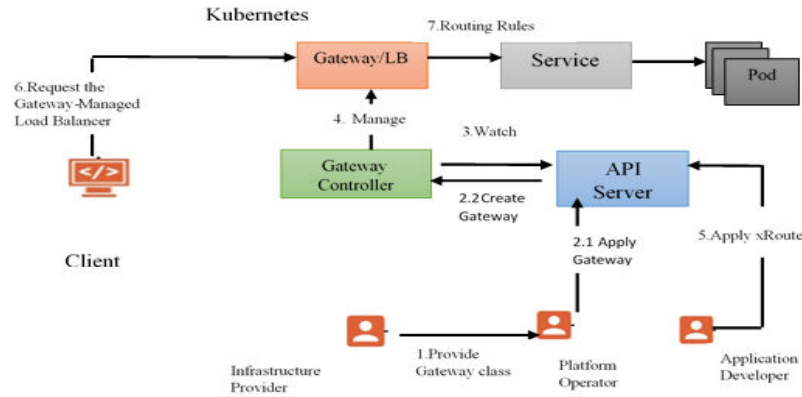 Kubernetes
7.Routing Rules
Gateway/LB
Service
Pod
6.Request the
Gateway-Managed
Load Balancer
4. Manage
3.Watch
</>
Gateway
Controller
API
Server
2.2Create
Gateway
2.1 Apply
Gateway
5.Apply xRoute
Client
1.Provide
Gateway class
Infrastructure
Provider
Platform
Operator
Application
Developer